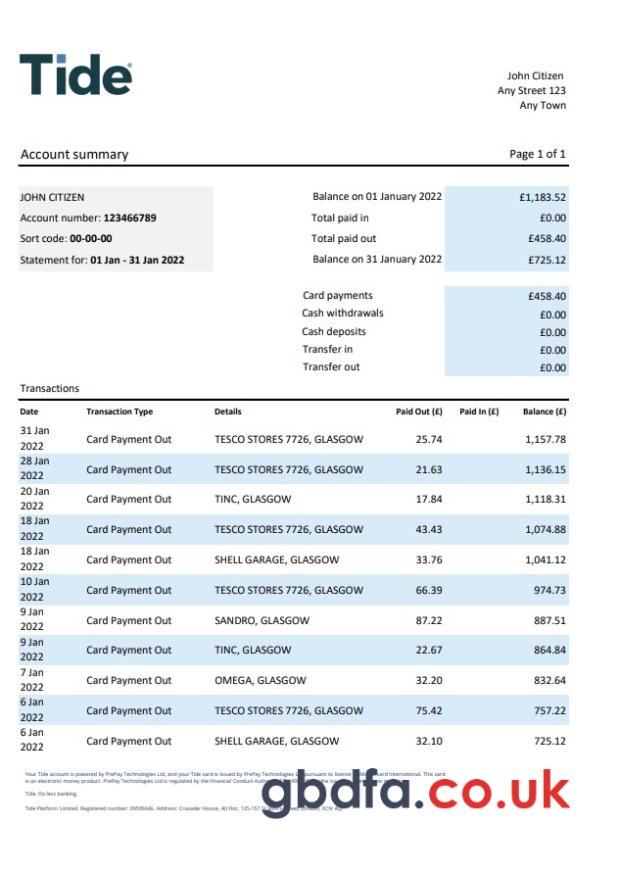 Tide
John Citizen
Any Street 123
Any Town
Account summary Page 1 of 1
JOHN CITIZEN
Account number: 123466789
Sort code: 00-00-00
Statement for: 01 Jan - 31 Jan 2022
Balance on 01 January 2022 £1,183.52
Total paid in £0.00
Total paid out £458.40
Balance on 31 January 2022 £725.12
Card payments £458.40
Cash withdrawals £0.00
Cash deposits £0.00
Transfer in £0.00
Transfer out £0.00
Transactions
Date Transaction Type Details Paid Out (£) Paid In (£) Balance (£)
31 Jan 2022 Card Payment Out TESCO STORES 7726, GLASGOW 25.74 1,157.78
28 Jan 2022 Card Payment Out TESCO STORES 7726, GLASGOW 21.63 1,136.15
20 Jan 2022 Card Payment Out TINC, GLASGOW 17.84 1,118.31
18 Jan 2022 Card Payment Out TESCO STORES 7726, GLASGOW 43.43 1,074.88
18 Jan 2022 Card Payment Out SHELL GARAGE, GLASGOW 33.76 1,041.12
10 Jan 2022 Card Payment Out TESCO STORES 7726, GLASGOW 66.39 974.73
9 Jan 2022 Card Payment Out SANDRO, GLASGOW 87.22 887.51
9 Jan 2022 Card Payment Out TINC, GLASGOW 22.67 864.84
7 Jan 2022 Card Payment Out OMEGA, GLASGOW 32.20 832.64
6 Jan 2022 Card Payment Out TESCO STORES 7726, GLASGOW 75.42 757.22
6 Jan 2022 Card Payment Out SHELL GARAGE, GLASGOW 32.10 725.12
Your Tide account is powered by PrePay Technologies Ltd, and your Tide card is issued by PrePay Technologies pursuant to license International. This card
is an electronic money product. PrePay Technologies Ltd is regulated by the Financial Conduct
Tide. Do less banking.
Tide Platform Limited. Registered number: 09595646. Address: Crusader House,
gbdfa.co.uk